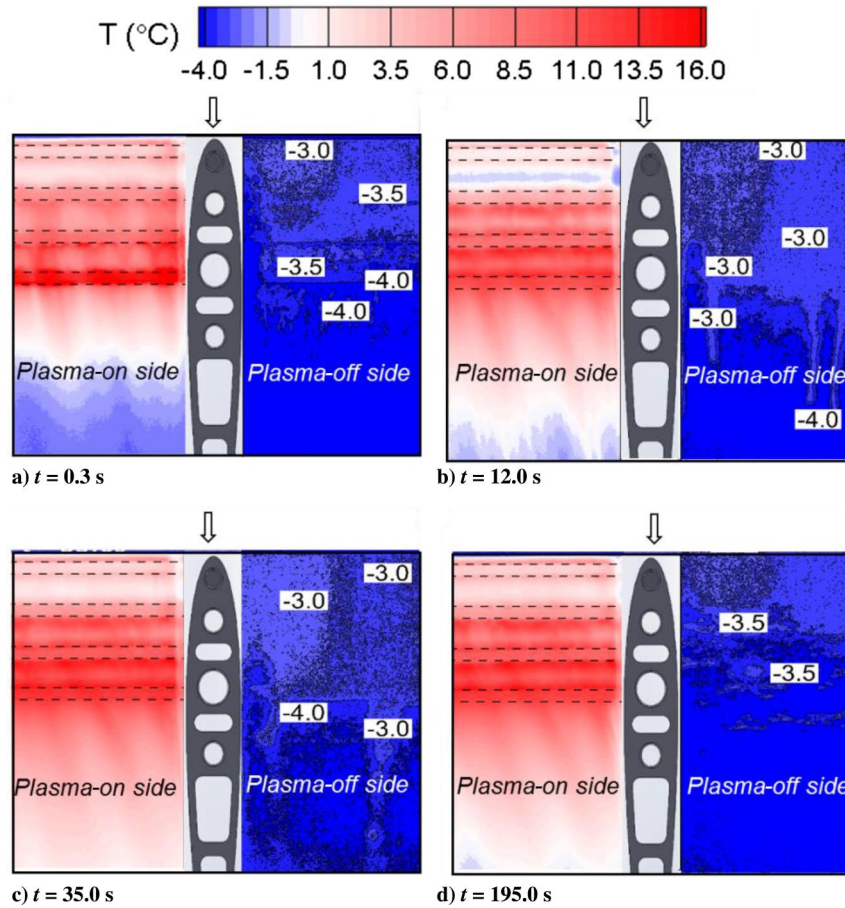 T (°C)
-4.0 -1.5 1.0 3.5 6.0 8.5 11.0 13.5 16.0
-3.0
-3.5
-3.5
-4.0
-4.0
Plasma-on side
Plasma-off side
a) t = 0.3 s
-3.0
-3.0
-3.0
-3.0
Plasma-on side
Plasma-off side
-4.0
b) t = 12.0 s
-3.0
-3.0
-4.0
-3.0
Plasma-on side
Plasma-off side
c) t = 35.0 s
-3.5
-3.5
Plasma-on side
Plasma-off side
d) t = 195.0 s